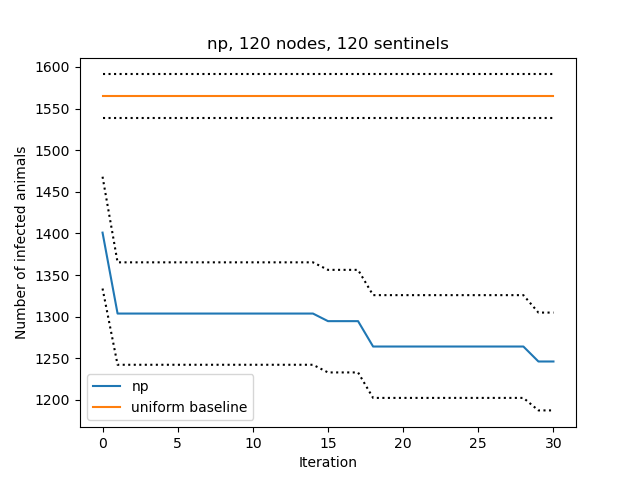 np, 120 nodes, 120 sentinels
1600
1550
1500
1450
1400
1350
1300
1250
1200
Number of infected animals
np
uniform baseline
0 5 10 15 20 25 30
Iteration